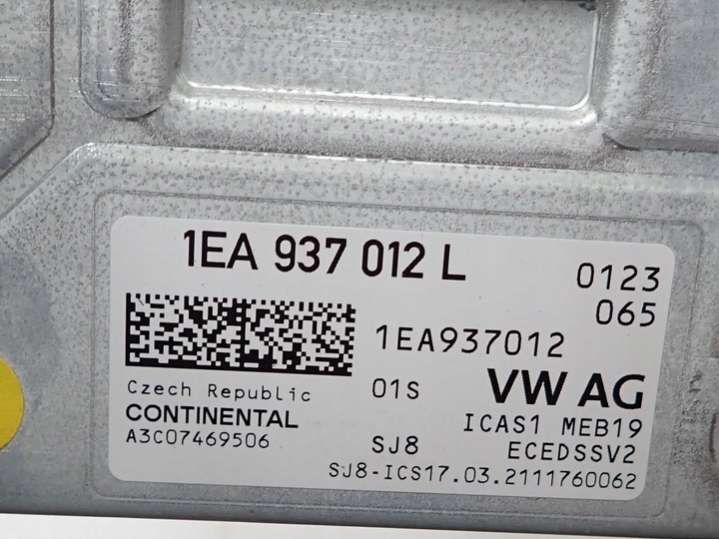 1EA 937 012 L
0123
065
1EA937012
Czech Republic
01S
VW AG
CONTINENTAL
ICAS1 MEB19
A3C07469506
SJ8
ECEDSSV2
SJ8-ICS17.03.2111760062